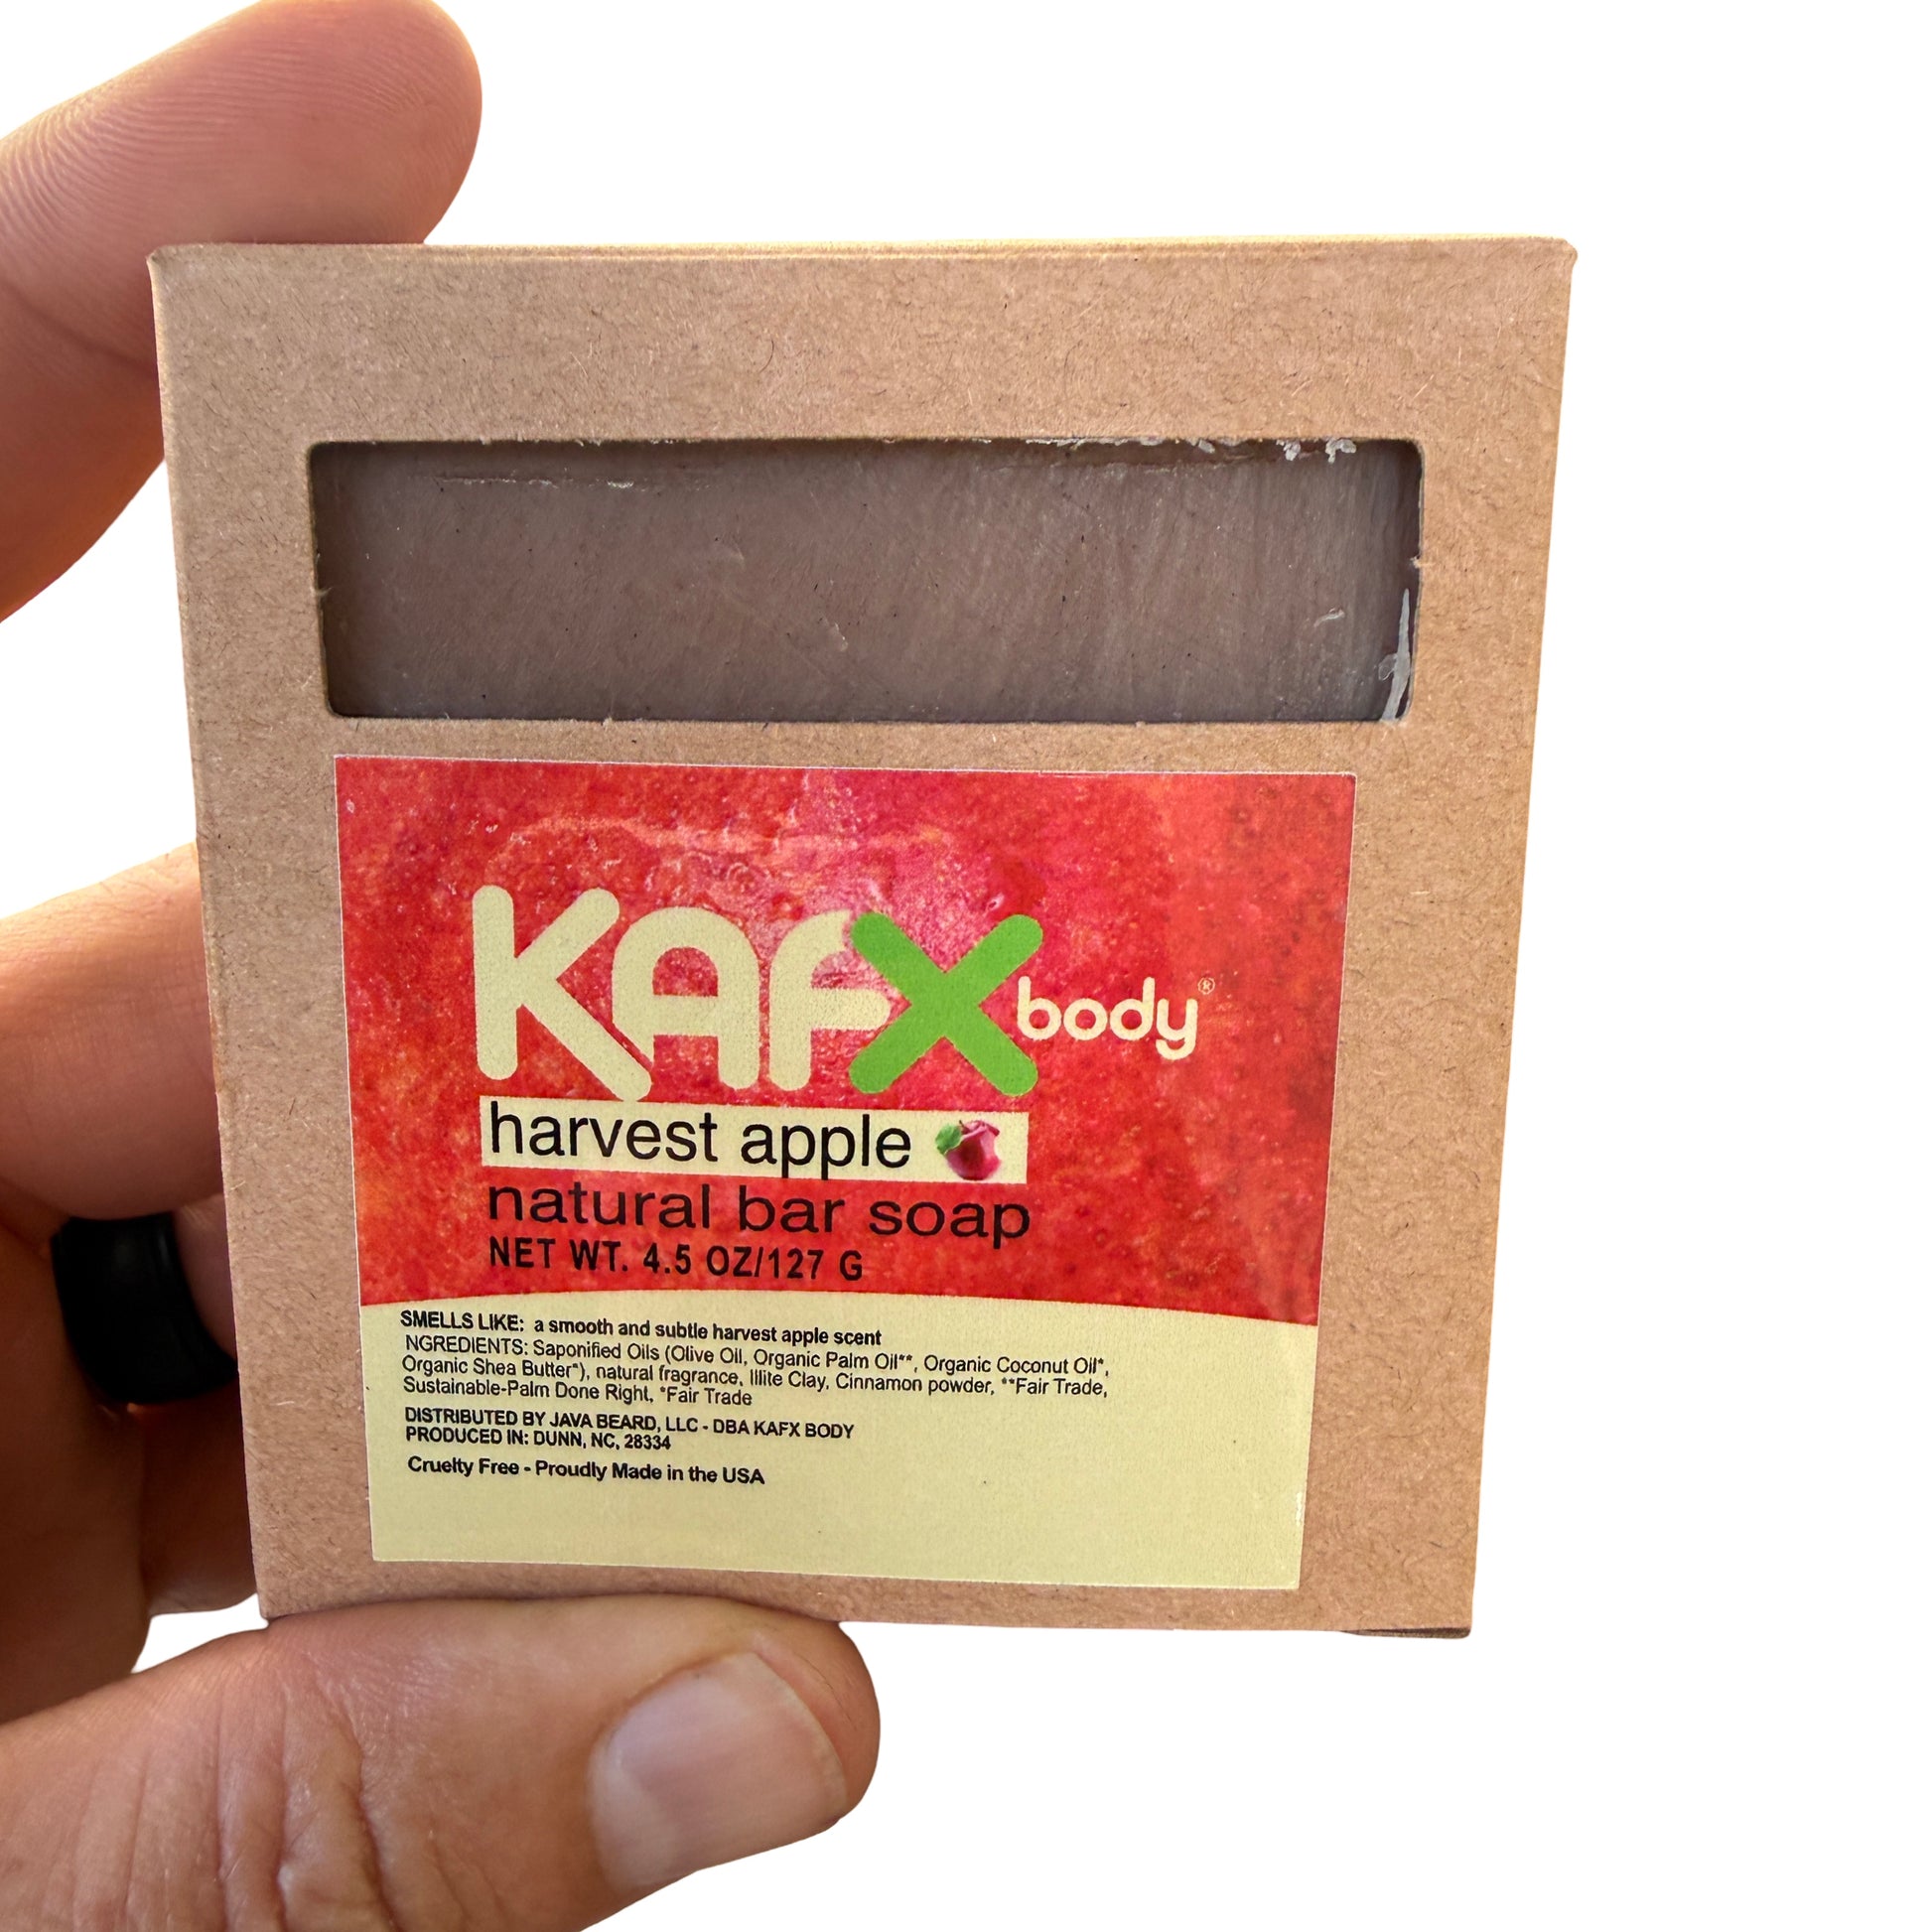 KAFX body®
harvest apple
natural bar soap
NET WT. 4.5 OZ/127 G
SMELLS LIKE: a smooth and subtle harvest apple scent
NGREDIENTS: Saponified Oils (Olive Oil, Organic Palm Oil**, Organic Coconut Oil*,
Organic Shea Butter*), natural fragrance, Illite Clay, Cinnamon powder, **Fair Trade,
Sustainable-Palm Done Right, *Fair Trade
DISTRIBUTED BY JAVA BEARD, LLC - DBA KAFX BODY
PRODUCED IN: DUNN, NC, 28334
Cruelty Free - Proudly Made in the USA